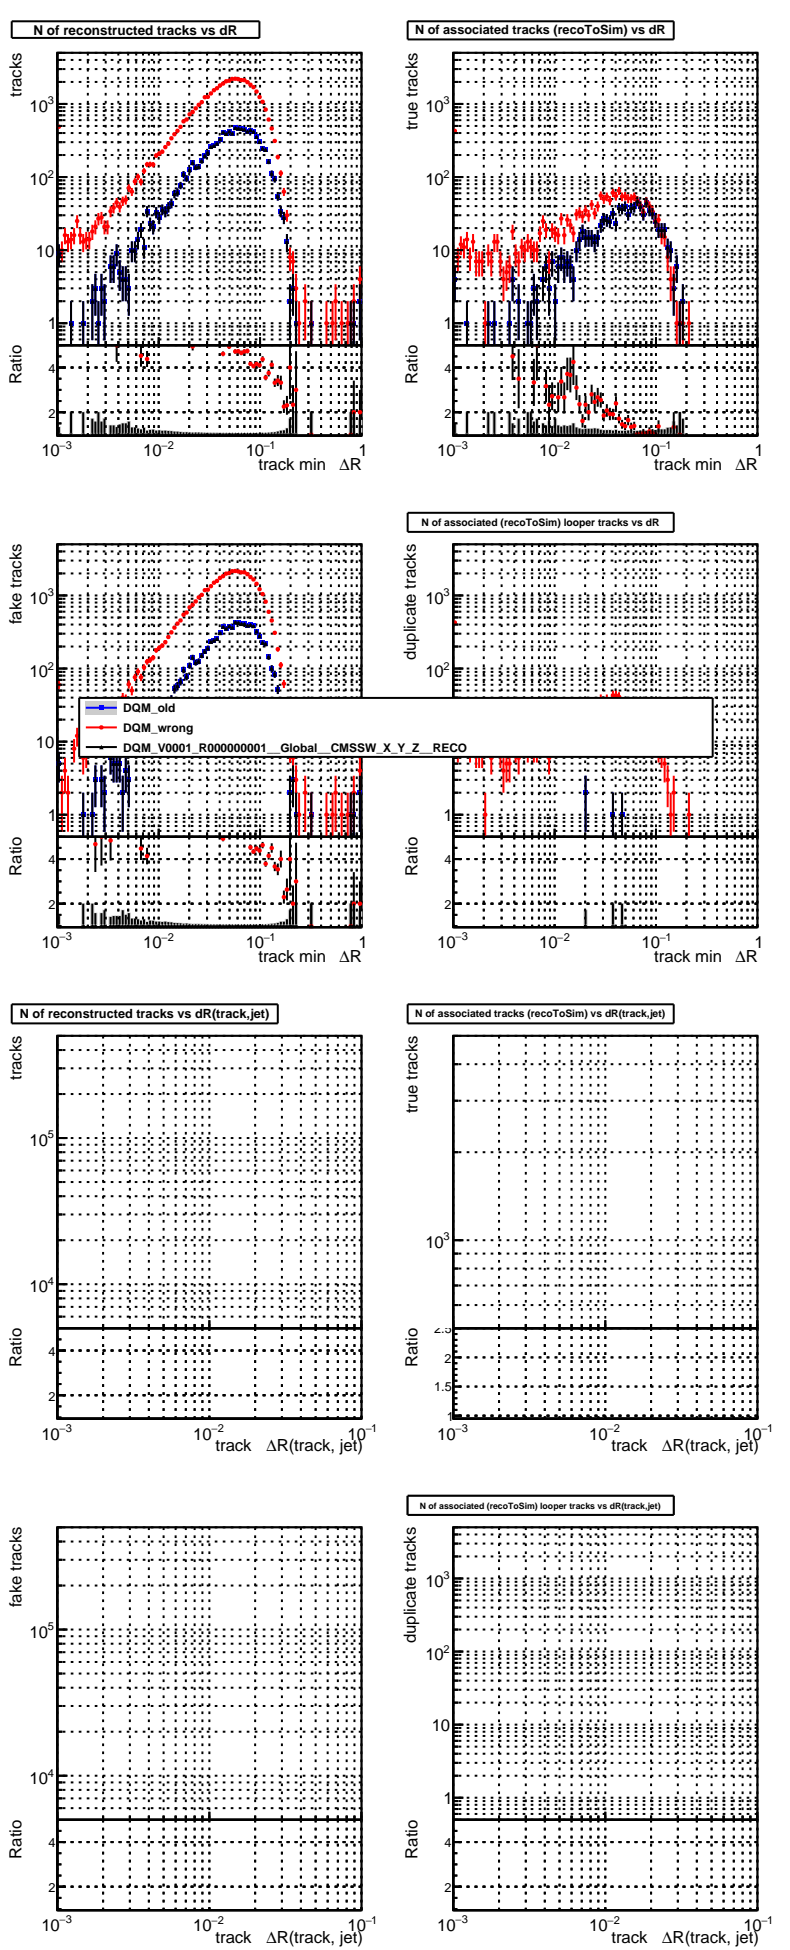 N of reconstructed tracks vs dR
N of associated tracks (recoToSim) vs dR
tracks
10³
10²
10
1
Ratio
4
2
10⁻³
10⁻²
10⁻¹
1
track min ΔR
true tracks
10³
10²
10
1
Ratio
4
2
10⁻³
10⁻²
10⁻¹
1
track min ΔR
N of associated (recoToSim) looper tracks vs dR
fake tracks
10³
10²
10
1
Ratio
4
2
10⁻³
10⁻²
10⁻¹
1
track min ΔR
duplicate tracks
10³
10²
10
1
Ratio
4
2
10⁻³
10⁻²
10⁻¹
1
track min ΔR
DQM_old
DQM_wrong
DQM_V0001_R000000001__Global__CMSSW_X_Y_Z__RECO
N of reconstructed tracks vs dR(track,jet)
N of associated tracks (recoToSim) vs dR(track,jet)
tracks
10⁵
10⁴
Ratio
4
2
10⁻³
10⁻²
10⁻¹
track ΔR(track, jet)
true tracks
10³
Ratio
2.5
2
1.5
1
10⁻³
10⁻²
10⁻¹
track ΔR(track, jet)
N of associated (recoToSim) looper tracks vs dR(track,jet)
fake tracks
10⁵
10⁴
Ratio
4
2
10⁻³
10⁻²
10⁻¹
track ΔR(track, jet)
duplicate tracks
10³
10²
10
1
Ratio
4
2
10⁻³
10⁻²
10⁻¹
track ΔR(track, jet)